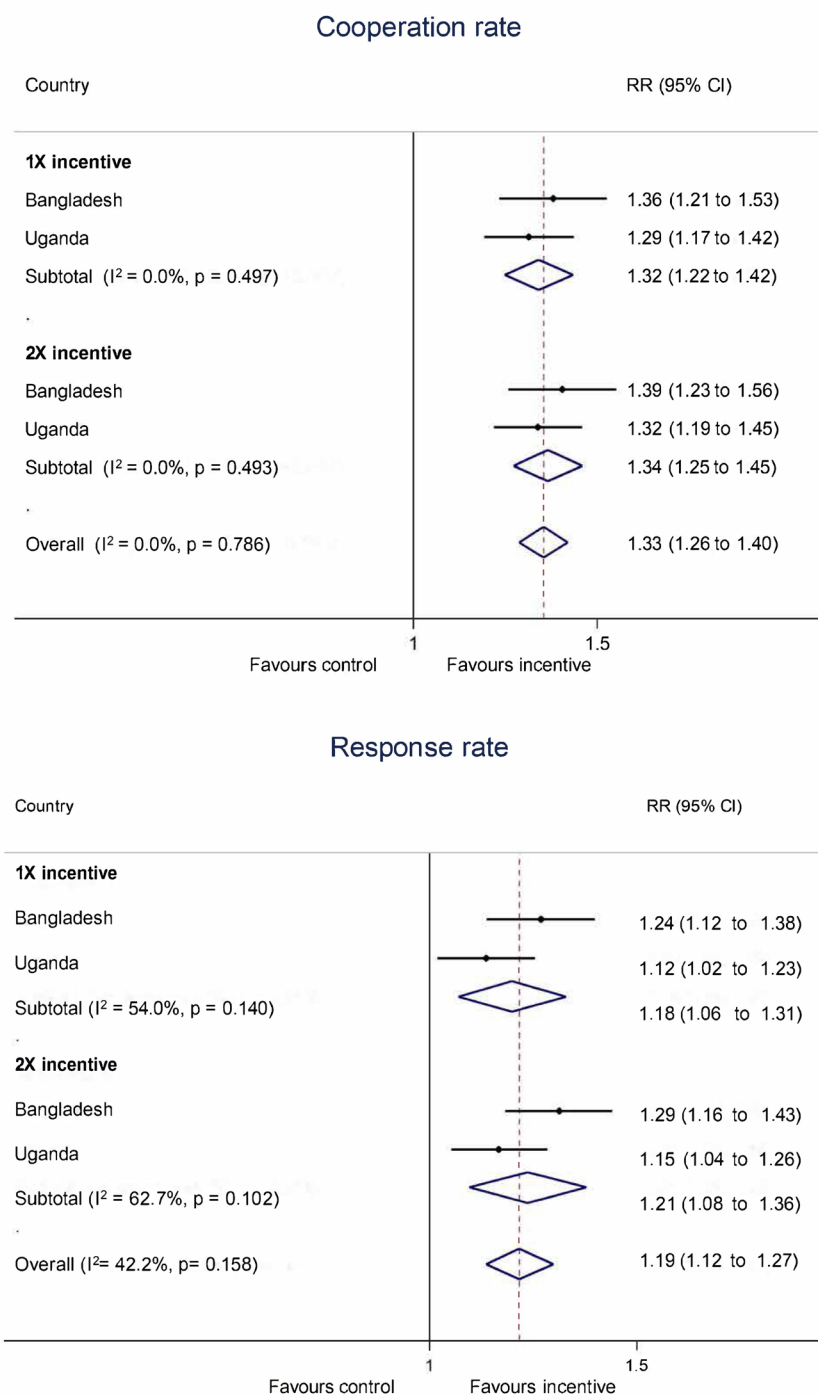 Cooperation rate
Country RR (95% CI)
1X incentive
Bangladesh 1.36 (1.21 to 1.53)
Uganda 1.29 (1.17 to 1.42)
Subtotal (I² = 0.0%, p = 0.497) 1.32 (1.22 to 1.42)
.
2X incentive
Bangladesh 1.39 (1.23 to 1.56)
Uganda 1.32 (1.19 to 1.45)
Subtotal (I² = 0.0%, p = 0.493) 1.34 (1.25 to 1.45)
.
Overall (I² = 0.0%, p = 0.786) 1.33 (1.26 to 1.40)
1 1.5
Favours control Favours incentive
Response rate
Country RR (95% CI)
1X incentive
Bangladesh 1.24 (1.12 to 1.38)
Uganda 1.12 (1.02 to 1.23)
Subtotal (I² = 54.0%, p = 0.140) 1.18 (1.06 to 1.31)
.
2X incentive
Bangladesh 1.29 (1.16 to 1.43)
Uganda 1.15 (1.04 to 1.26)
Subtotal (I² = 62.7%, p = 0.102) 1.21 (1.08 to 1.36)
.
Overall (I²= 42.2%, p= 0.158) 1.19 (1.12 to 1.27)
1 1.5
Favours control Favours incentive